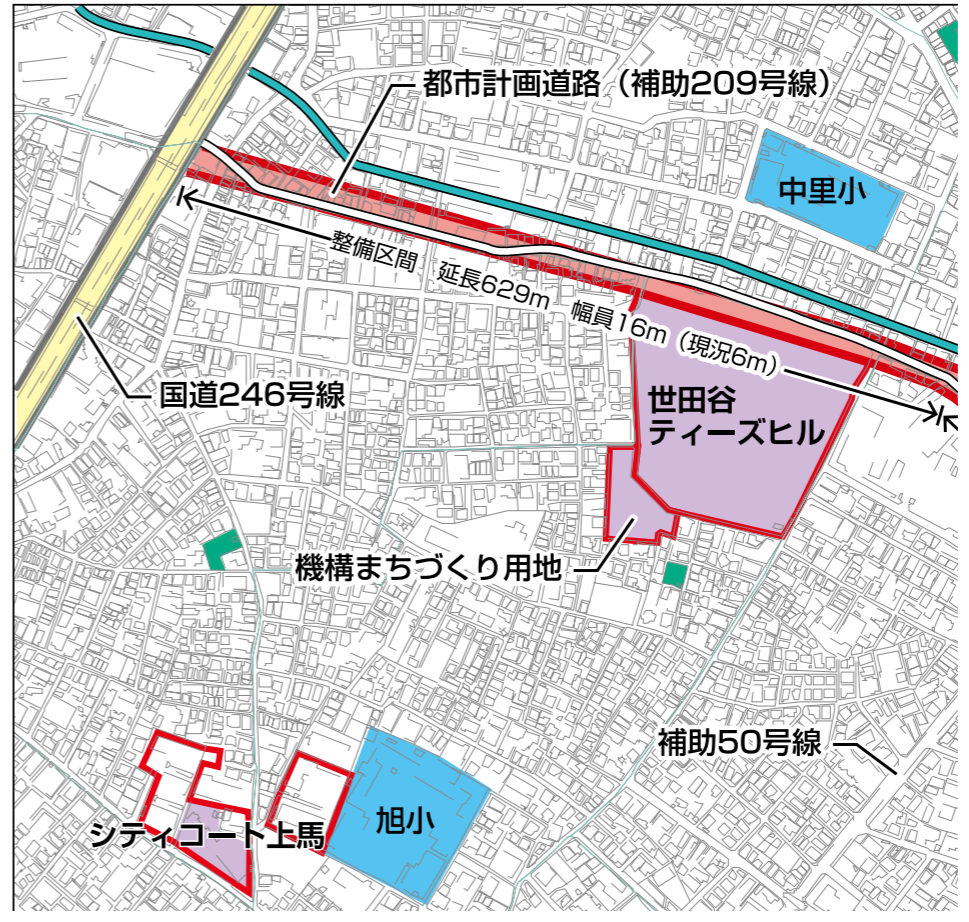 都市計画道路（補助209号線）
中里小
整備区間　延長629m　幅員16m（現況6m）
国道246号線
世田谷
ティーズヒル
機構まちづくり用地
補助50号線
旭小
シティコート上馬